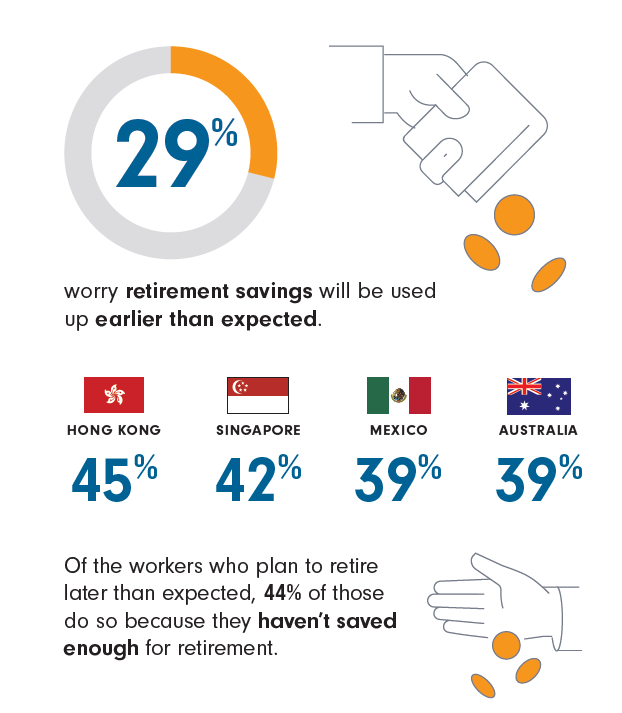 29%
worry retirement savings will be used
up earlier than expected.
HONG KONG SINGAPORE MEXICO AUSTRALIA
45% 42% 39% 39%
Of the workers who plan to retire
later than expected, 44% of those
do so because they haven’t saved
enough for retirement.